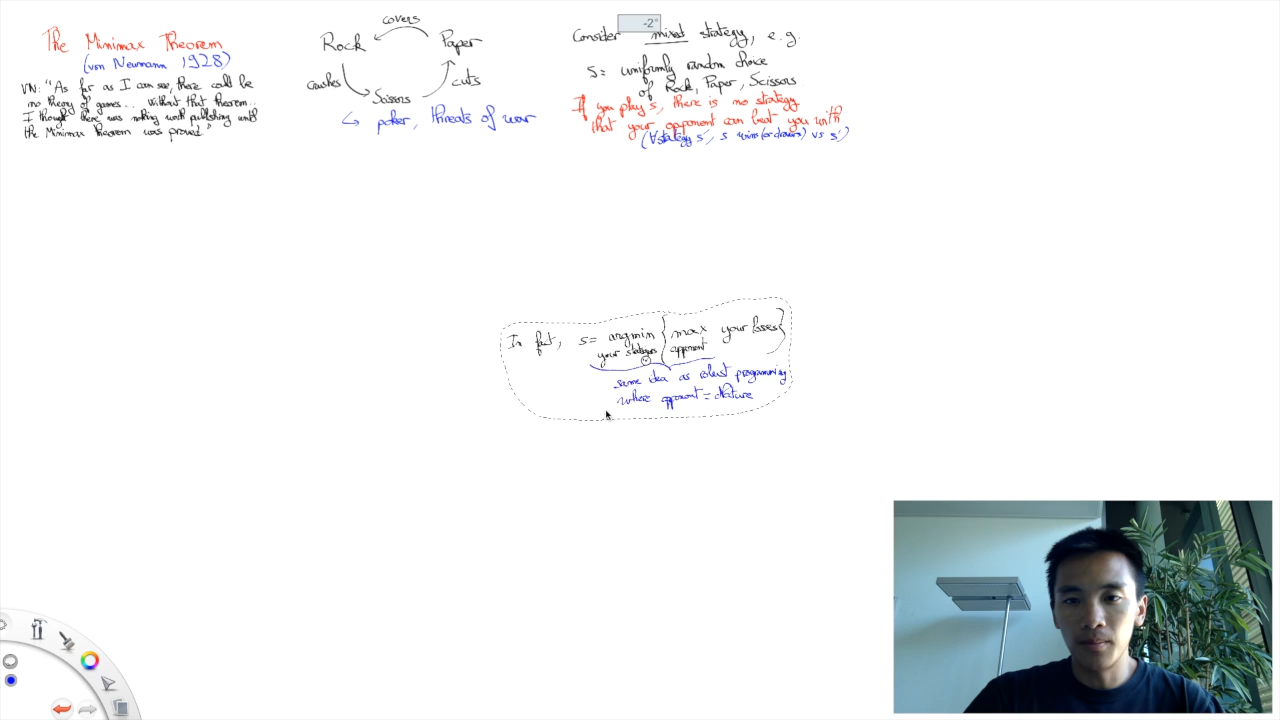 The Minimax Theorem
(von Neumann, 1928)
VN: "As far as I can see, there could be
no theory of games... without that theorem...
I thought there was nothing worth publishing until
the Minimax Theorem was proved"
covers
Rock
Paper
crushes
cuts
Scissors
↳ poker, threats of war
-2°
Consider mixed strategy, e.g.
s = uniformly random choice
of Rock, Paper, Scissors
If you play s, there is no strategy
that your opponent can beat you with
(∀ strategy s', s wins (or draws) vs s')
In fact, s = argmin { max your losses }
your strategies opponent
same idea as robust programming
where opponent = Nature